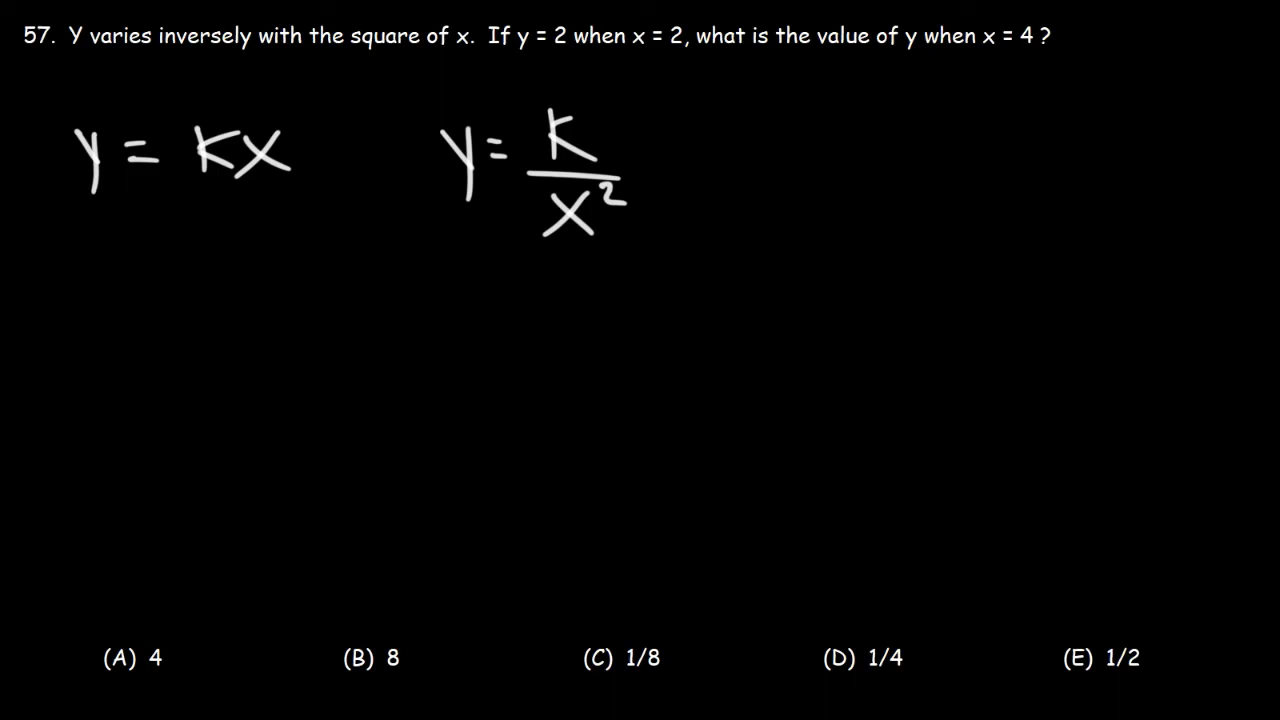 57. Y varies inversely with the square of x. If y = 2 when x = 2, what is the value of y when x = 4 ?
y = kx y = k/x²
(A) 4 (B) 8 (C) 1/8 (D) 1/4 (E) 1/2